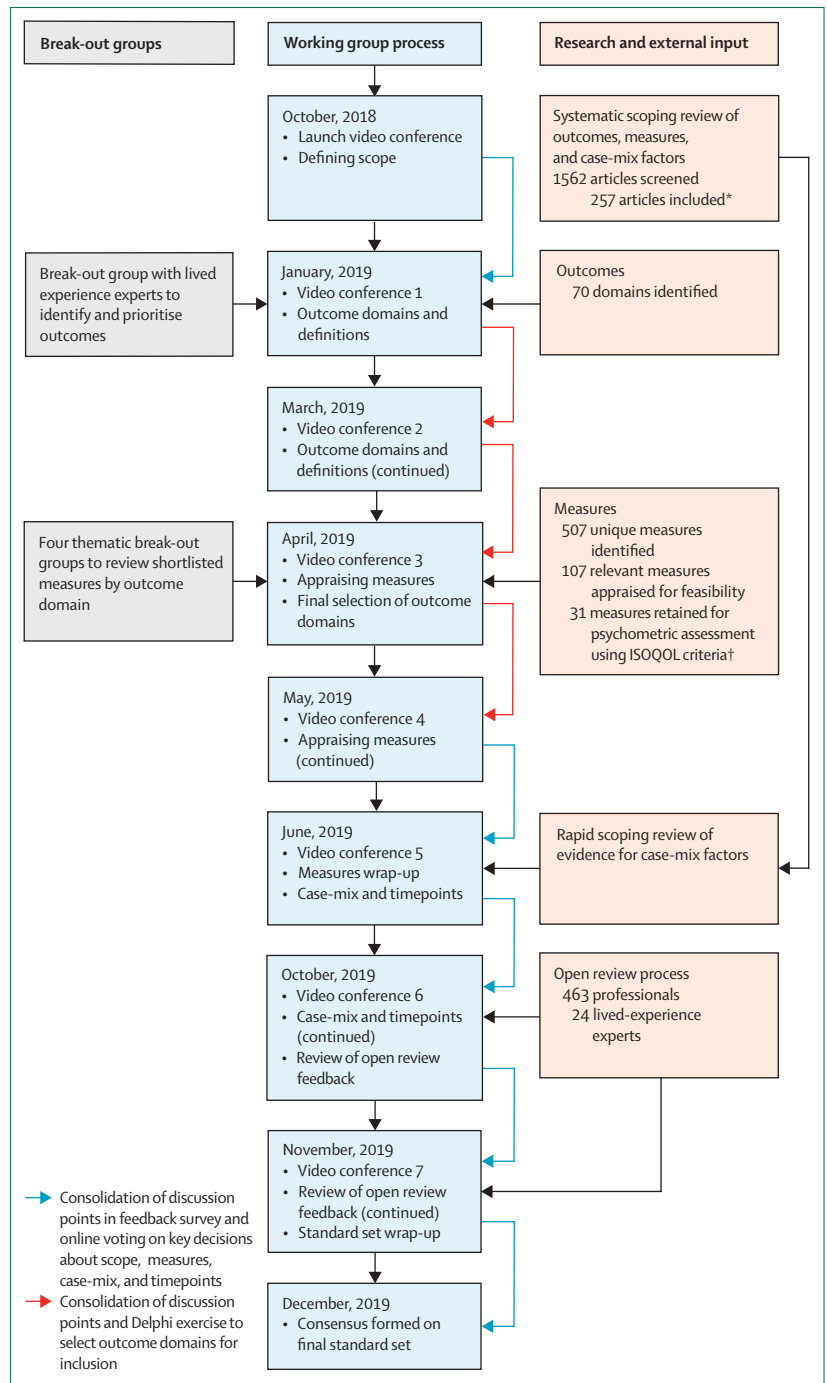 Break-out groups
Working group process
Research and external input
October, 2018
• Launch video conference
• Defining scope
Systematic scoping review of
outcomes, measures,
and case-mix factors
1562 articles screened
257 articles included*
Break-out group with lived
experience experts to
identify and prioritise
outcomes
January, 2019
• Video conference 1
• Outcome domains and
definitions
Outcomes
70 domains identified
March, 2019
• Video conference 2
• Outcome domains and
definitions (continued)
Four thematic break-out
groups to review shortlisted
measures by outcome
domain
April, 2019
• Video conference 3
• Appraising measures
• Final selection of outcome
domains
Measures
507 unique measures
identified
107 relevant measures
appraised for feasibility
31 measures retained for
psychometric assessment
using ISOQOL criteria†
May, 2019
• Video conference 4
• Appraising measures
(continued)
June, 2019
• Video conference 5
• Measures wrap-up
• Case-mix and timepoints
Rapid scoping review of
evidence for case-mix factors
October, 2019
• Video conference 6
• Case-mix and timepoints
(continued)
• Review of open review
feedback
Open review process
463 professionals
24 lived-experience
experts
November, 2019
• Video conference 7
• Review of open review
feedback (continued)
• Standard set wrap-up
December, 2019
• Consensus formed on
final standard set
Consolidation of discussion
points in feedback survey and
online voting on key decisions
about scope, measures,
case-mix, and timepoints
Consolidation of discussion
points and Delphi exercise to
select outcome domains for
inclusion